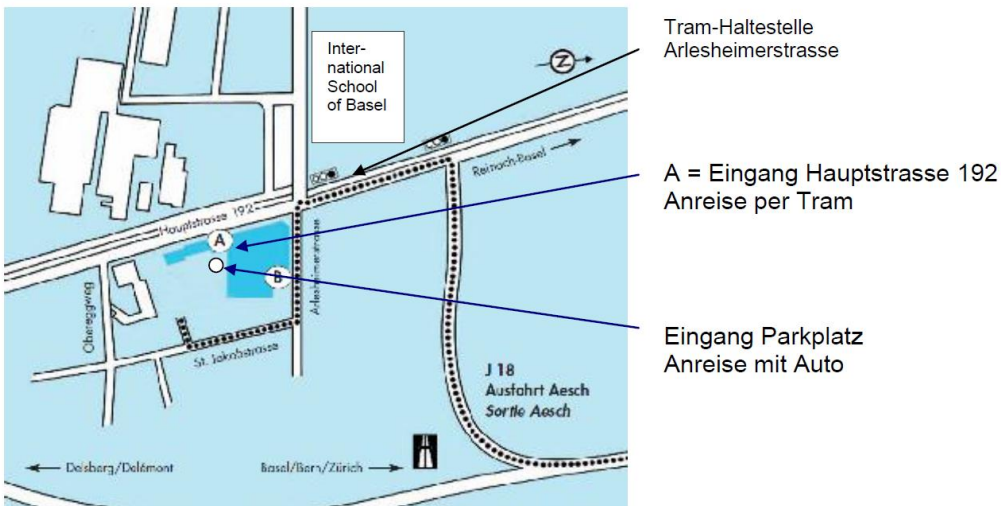 Inter-
national
School
of Basel
Tram-Haltestelle
Arlesheimerstrasse
N
Reinach-Basel
A = Eingang Hauptstrasse 192
Anreise per Tram
Hauptstrasse 192
A
B
Arlesheimerstrasse
Obereggweg
St. Jakobstrasse
Eingang Parkplatz
Anreise mit Auto
J 18
Ausfahrt Aesch
Sortie Aesch
Delsberg/Delémont
Basel/Bern/Zürich